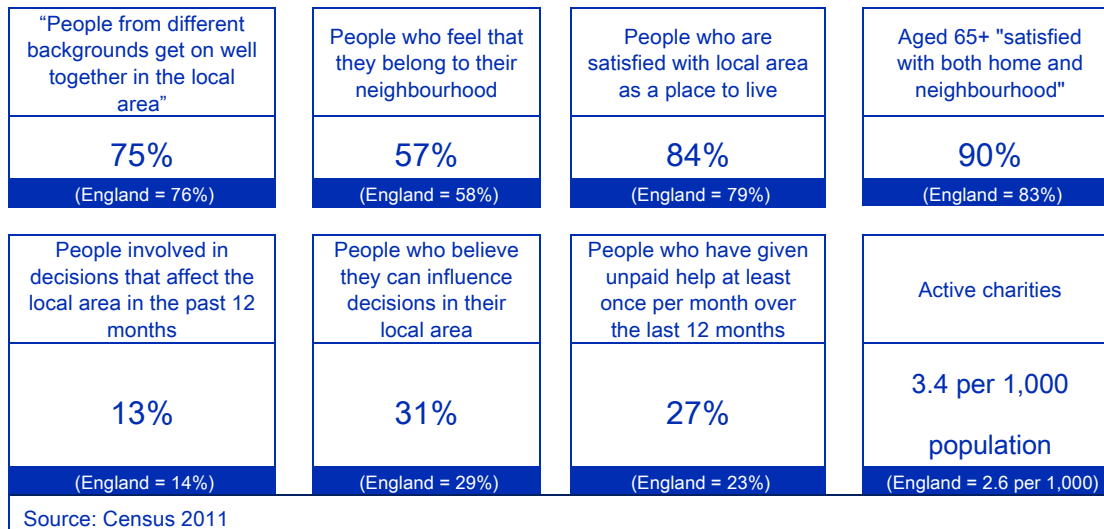 “People from different
backgrounds get on well
together in the local
area”
75%
(England = 76%)
People who feel that
they belong to their
neighbourhood
57%
(England = 58%)
People who are
satisfied with local area
as a place to live
84%
(England = 79%)
Aged 65+ "satisfied
with both home and
neighbourhood"
90%
(England = 83%)
People involved in
decisions that affect the
local area in the past 12
months
13%
(England = 14%)
People who believe
they can influence
decisions in their
local area
31%
(England = 29%)
People who have given
unpaid help at least
once per month over
the last 12 months
27%
(England = 23%)
Active charities
3.4 per 1,000
population
(England = 2.6 per 1,000)
Source: Census 2011